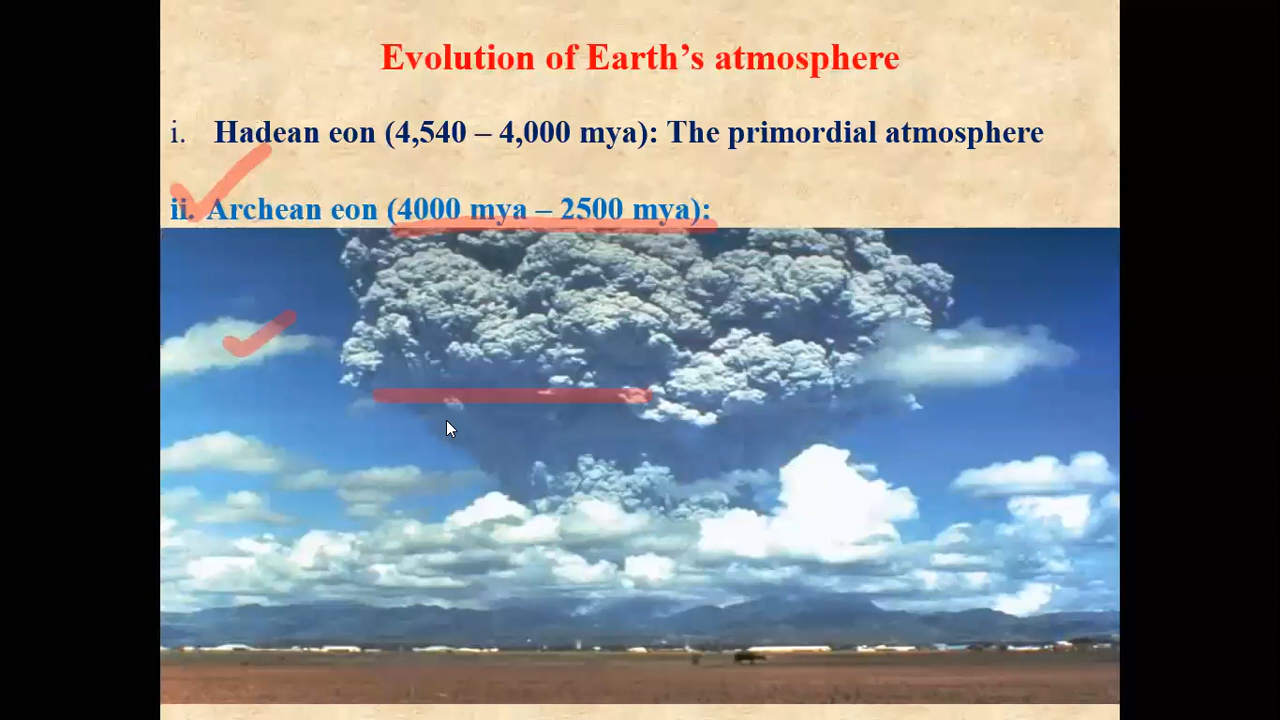 Evolution of Earth’s atmosphere
i. Hadean eon (4,540 – 4,000 mya): The primordial atmosphere
ii. Archean eon (4000 mya – 2500 mya):